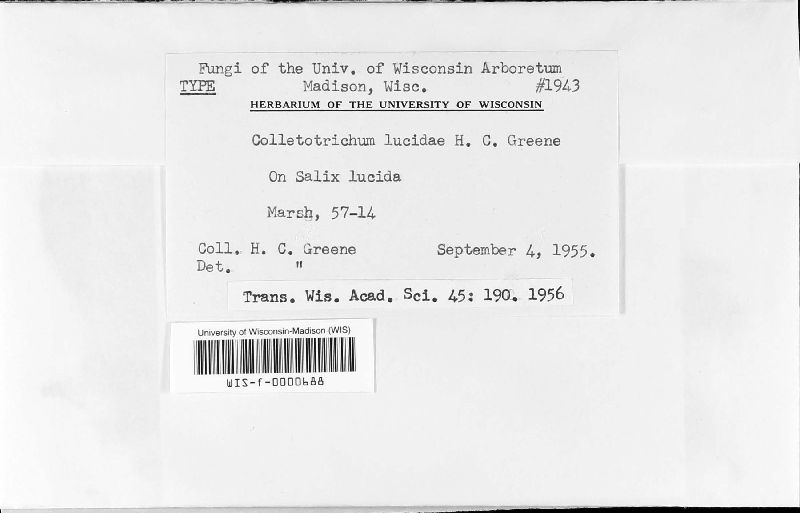 Fungi of the Univ. of Wisconsin Arboretum
TYPE Madison, Wisc. #1943
HERBARIUM OF THE UNIVERSITY OF WISCONSIN
Colletotrichum lucidae H. C. Greene
On Salix lucida
Marsh, 57-14
Coll. H. C. Greene September 4, 1955.
Det. "
Trans. Wis. Acad. Sci. 45: 190. 1956
University of Wisconsin-Madison (WIS)
WIS-f-0000688